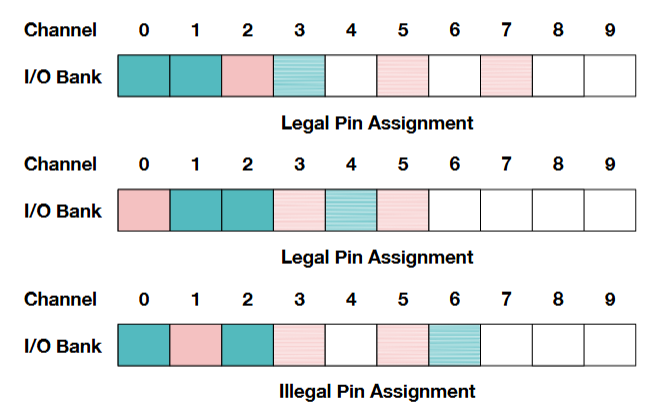 Channel 0 1 2 3 4 5 6 7 8 9
I/O Bank
Legal Pin Assignment
Channel 0 1 2 3 4 5 6 7 8 9
I/O Bank
Legal Pin Assignment
Channel 0 1 2 3 4 5 6 7 8 9
I/O Bank
Illegal Pin Assignment